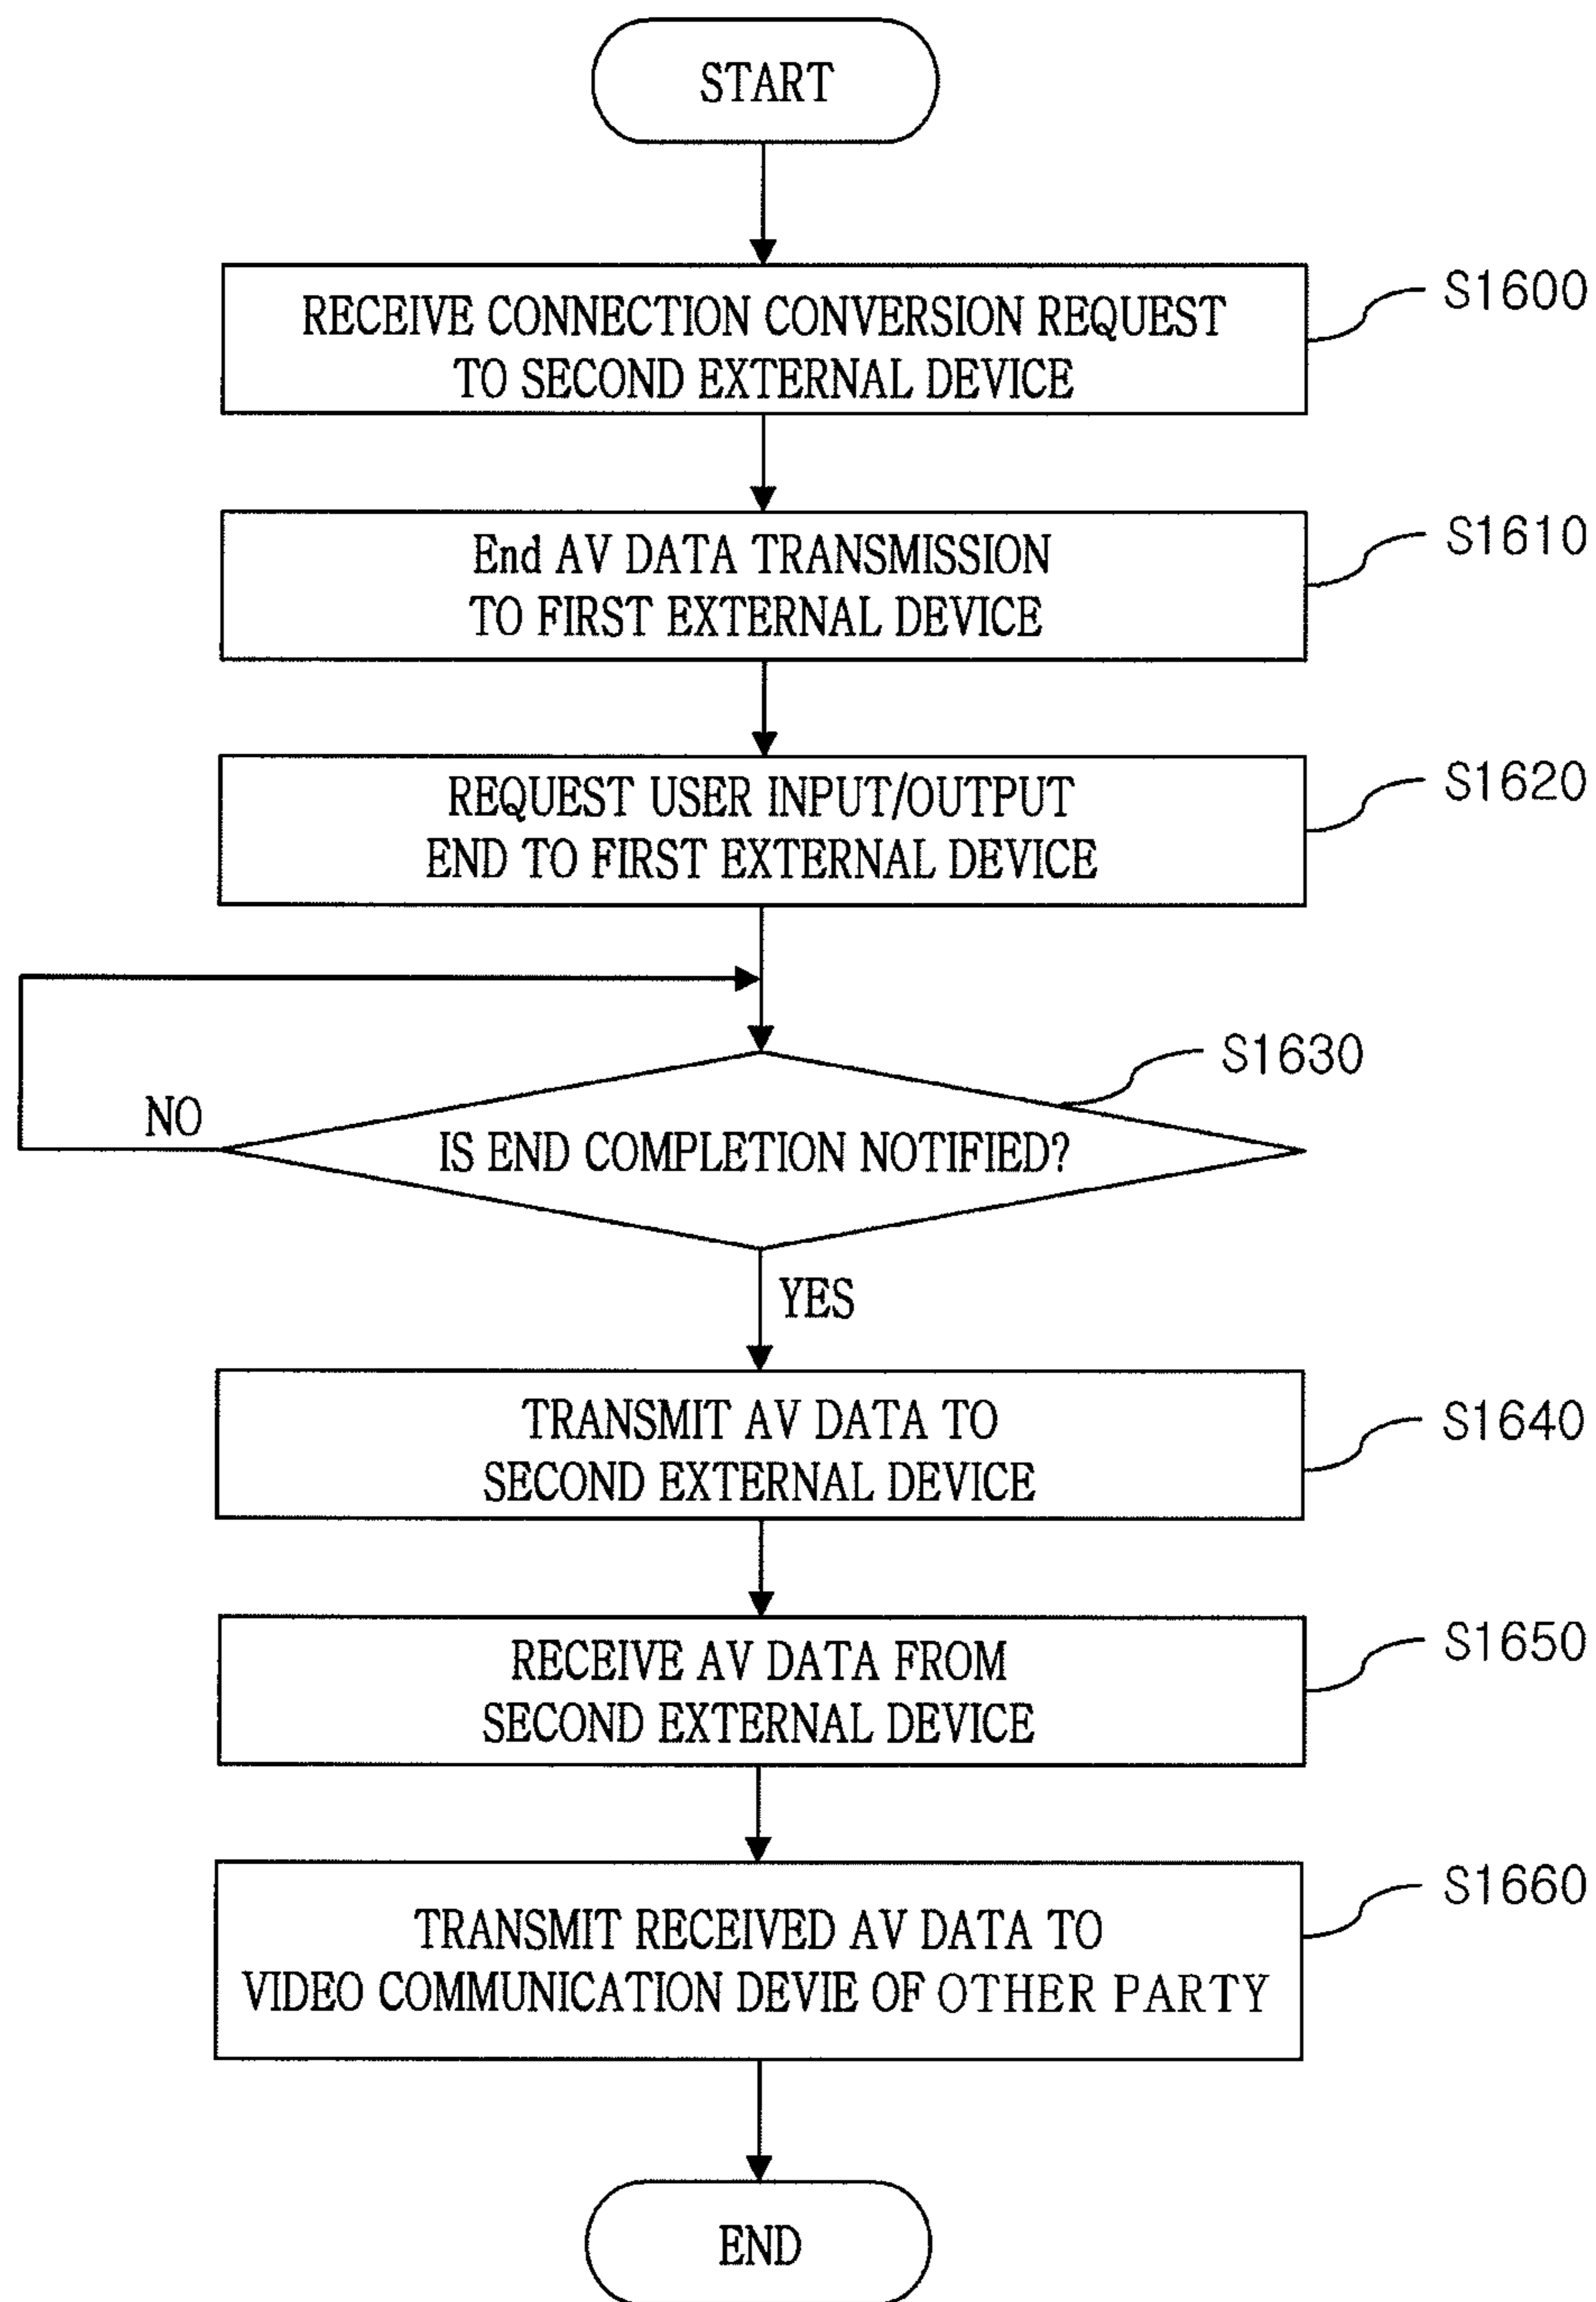 START
RECEIVE CONNECTION CONVERSION REQUEST
TO SECOND EXTERNAL DEVICE
S1600
End AV DATA TRANSMISSION
TO FIRST EXTERNAL DEVICE
S1610
REQUEST USER INPUT/OUTPUT
END TO FIRST EXTERNAL DEVICE
S1620
S1630
NO
IS END COMPLETION NOTIFIED?
YES
TRANSMIT AV DATA TO
SECOND EXTERNAL DEVICE
S1640
RECEIVE AV DATA FROM
SECOND EXTERNAL DEVICE
S1650
TRANSMIT RECEIVED AV DATA TO
VIDEO COMMUNICATION DEVIE OF OTHER PARTY
S1660
END